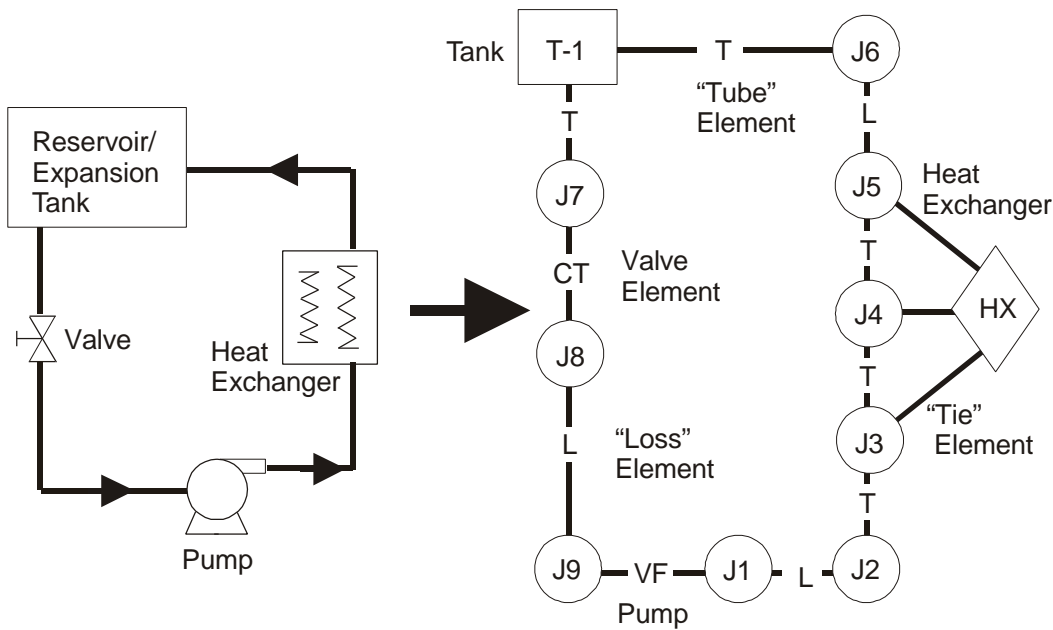 Reservoir/
Expansion
Tank
Valve
Heat
Exchanger
Pump
Tank
T-1
T
“Tube”
Element
J6
L
J5
Heat
Exchanger
T
J7
CT
Valve
Element
J8
T
J4
HX
T
J3
“Tie”
Element
L
“Loss”
Element
T
J9
VF
Pump
J1
L
J2